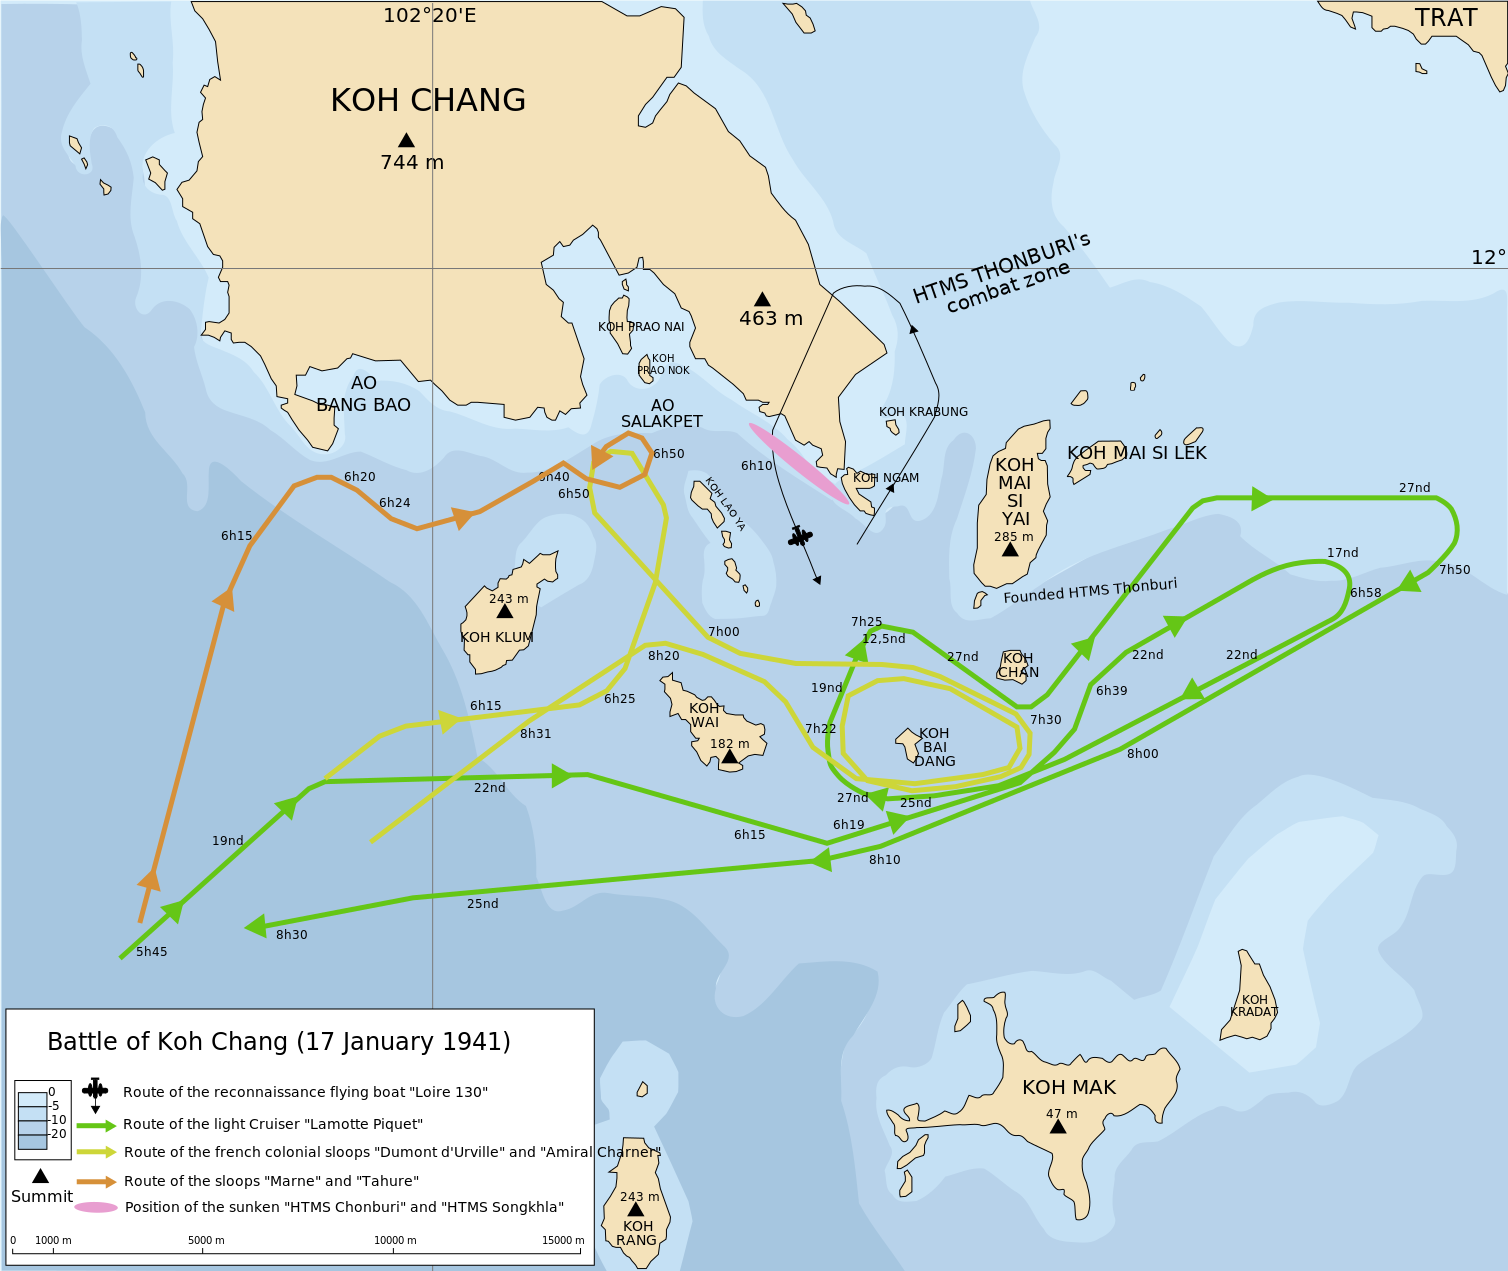 102°20'E
TRAT
KOH CHANG
744 m
12°
HTMS THONBURI's
combat zone
463 m
KOH PRAO NAI
KOH
PRAO NOK
AO
BANG BAO
AO
SALAKPET
KOH KRABUNG
KOH MAI SI LEK
6h50
6h10
KOH
MAI
SI
YAI
285 m
6h20
6h40
6h50
6h24
KOH NGAM
KOH LAO YA
27nd
6h15
17nd
7h50
Founded HTMS Thonburi
6h58
243 m
KOH KLUM
7h00
7h25
12,5nd
8h20
27nd
KOH
CHAN
22nd
22nd
19nd
6h39
6h25
6h15
KOH
WAI
7h30
7h22
8h31
182 m
KOH
BAI
DANG
8h00
22nd
27nd
25nd
6h19
6h15
19nd
8h10
25nd
8h30
5h45
KOH
KRADAT
KOH MAK
47 m
243 m
KOH
RANG
Battle of Koh Chang (17 January 1941)
0
-5
-10
-20
Summit
Route of the reconnaissance flying boat "Loire 130"
Route of the light Cruiser "Lamotte Piquet"
Route of the french colonial sloops "Dumont d'Urville" and "Amiral Charner"
Route of the sloops "Marne" and "Tahure"
Position of the sunken "HTMS Chonburi" and "HTMS Songkhla"
0 1000 m 5000 m 10000 m 15000 m